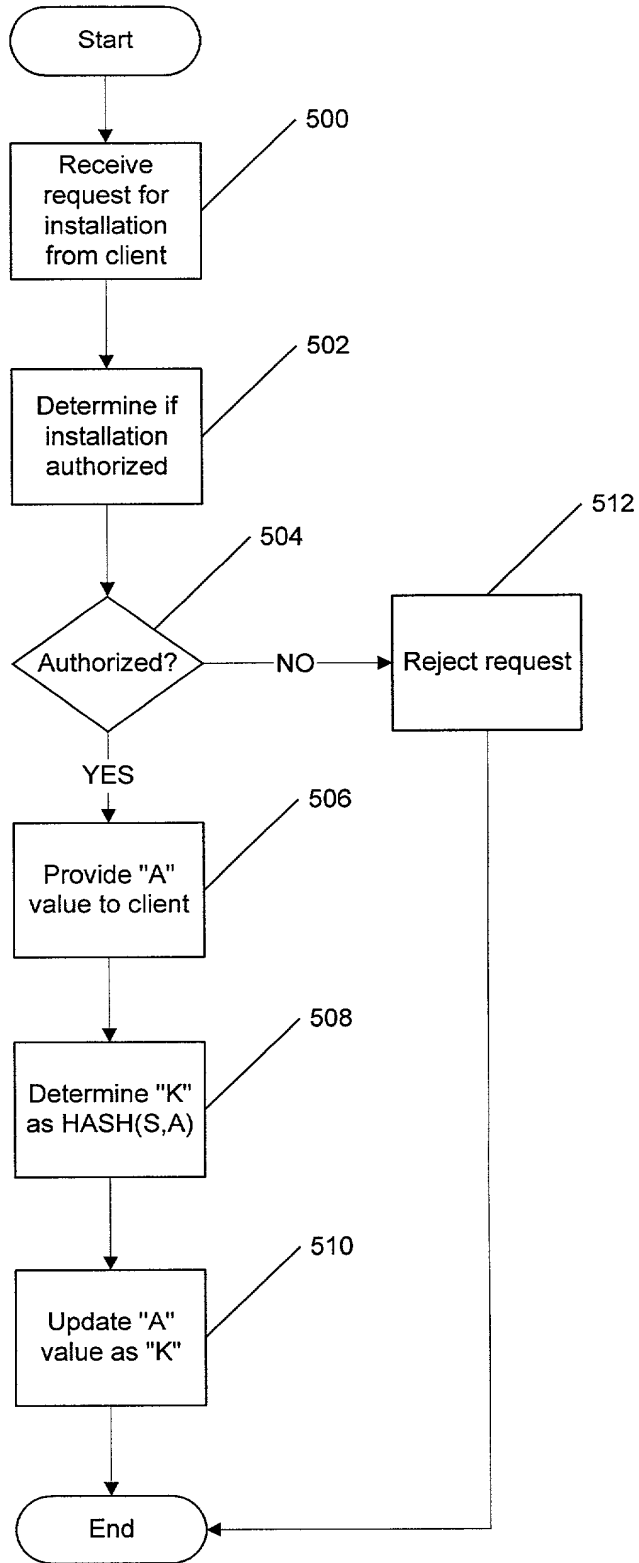 Start
500
Receive
request for
installation
from client
502
Determine if
installation
authorized
504
512
Authorized?
NO
Reject request
YES
506
Provide "A"
value to client
508
Determine "K"
as HASH(S,A)
510
Update "A"
value as "K"
End